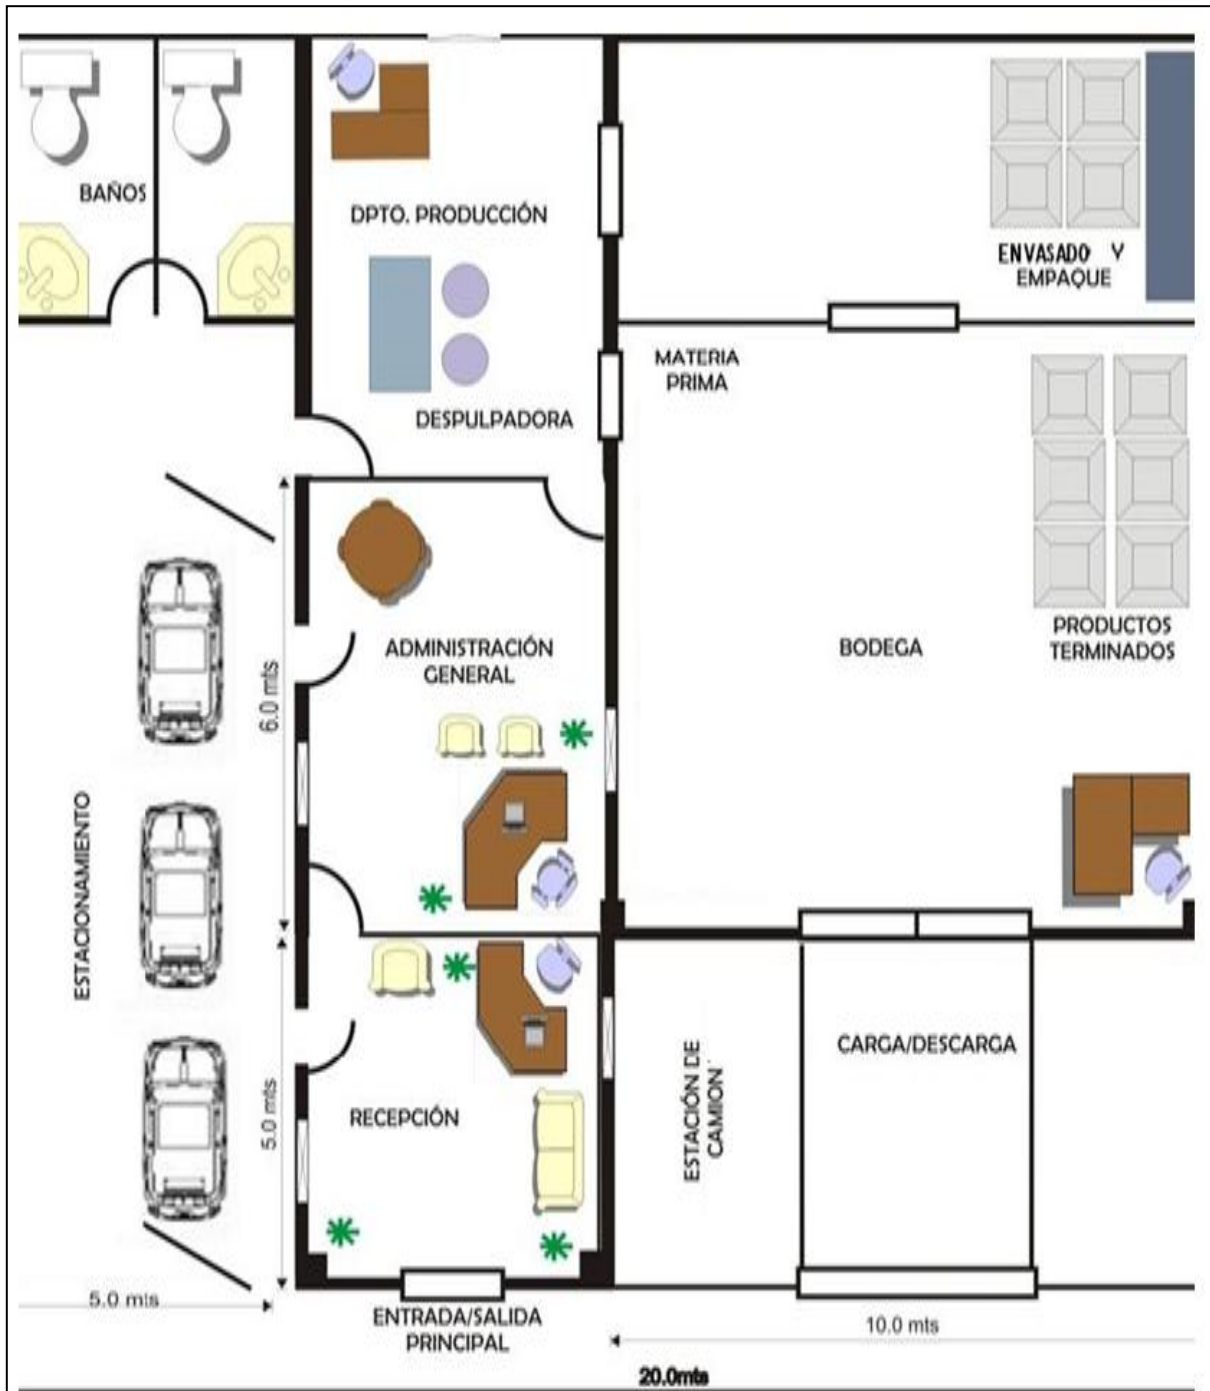 BAÑOS
DPTO. PRODUCCIÓN
ENVASADO Y
EMPAQUE
MATERIA
PRIMA
DESPULPADORA
ADMINISTRACIÓN
GENERAL
BODEGA
PRODUCTOS
TERMINADOS
6.0 mts
ESTACIONAMIENTO
5.0 mts
RECEPCIÓN
ESTACIÓN DE
CAMION
CARGA/DESCARGA
5.0 mts
ENTRADA/SALIDA
PRINCIPAL
10.0 mts
20.0mts